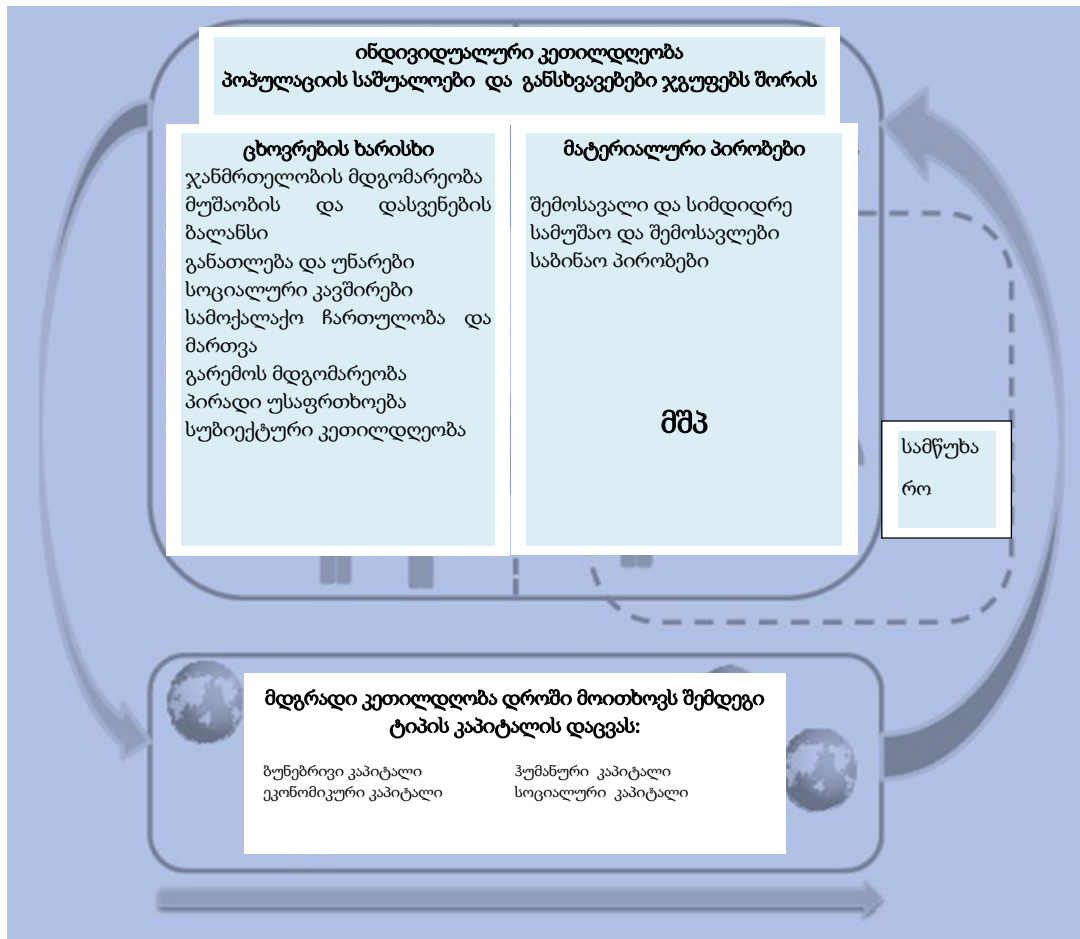 ინდივიდუალური კეთილდღეობა
პოპულაციის საშუალოები და განსხვავებები ჯგუფებს შორის
ცხოვრების ხარისხი
ჯანმრთელობის მდგომარეობა
მუშაობის და დასვენების
ბალანსი
განათლება და უნარები
სოციალური კავშირები
სამოქალაქო ჩართულობა და
მართვა
გარემოს მდგომარეობა
პირადი უსაფრთხოება
სუბიექტური კეთილდღეობა
მატერიალური პირობები
შემოსავალი და სიმდიდრე
სამუშაო და შემოსავლები
საბინაო პირობები
მშპ
სამწუხა
რო
მდგრადი კეთილდღობა დროში მოითხოვს შემდეგი
ტიპის კაპიტალის დაცვას:
ბუნებრივი კაპიტალი
ეკონომიკური კაპიტალი
ჰუმანური კაპიტალი
სოციალური კაპიტალი